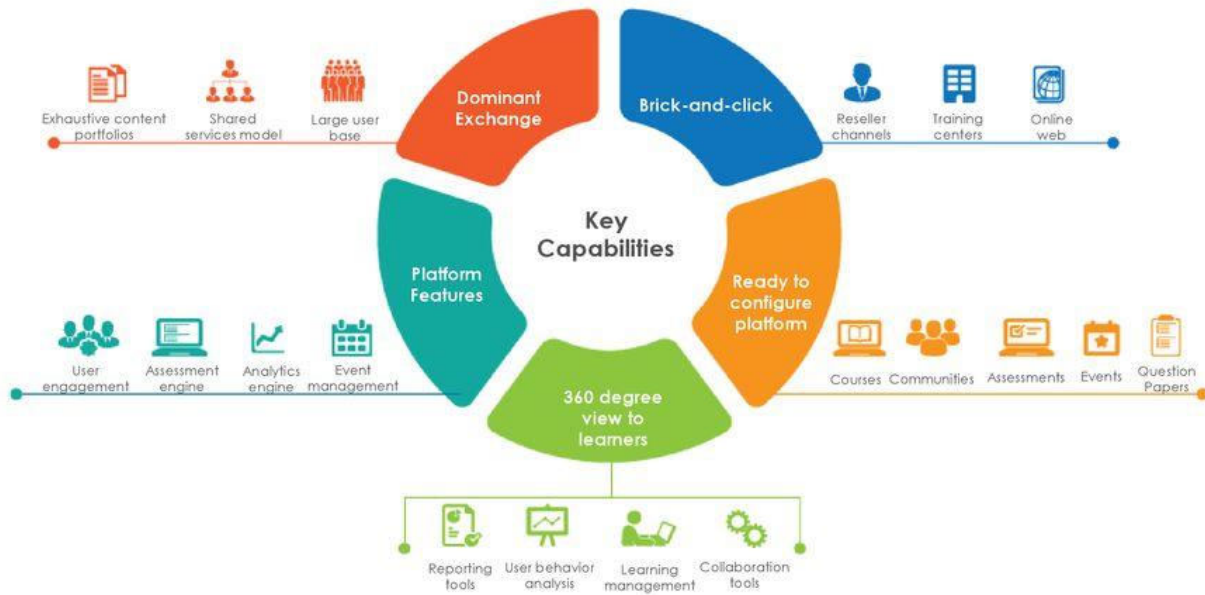 Dominant
Exchange
Brick-and-click
Exhaustive content
portfolios
Shared
services model
Large user
base
Reseller
channels
Training
centers
Online
web
Key
Capabilities
Platform
Features
Ready to
configure
platform
User
engagement
Assessment
engine
Analytics
engine
Event
management
Courses
Communities
Assessments
Events
Question
Papers
360 degree
view to
learners
Reporting
tools
User behavior
analysis
Learning
management
Collaboration
tools